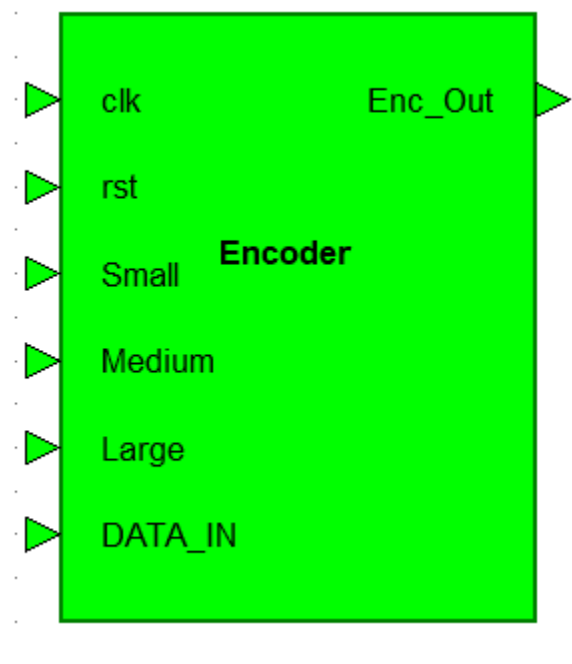 clk
Enc_Out
rst
Encoder
Small
Medium
Large
DATA_IN